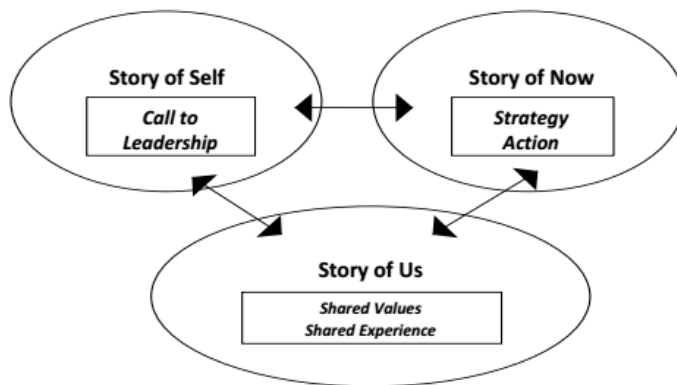 Story of Self
Call to
Leadership
Story of Now
Strategy
Action
Story of Us
Shared Values
Shared Experience